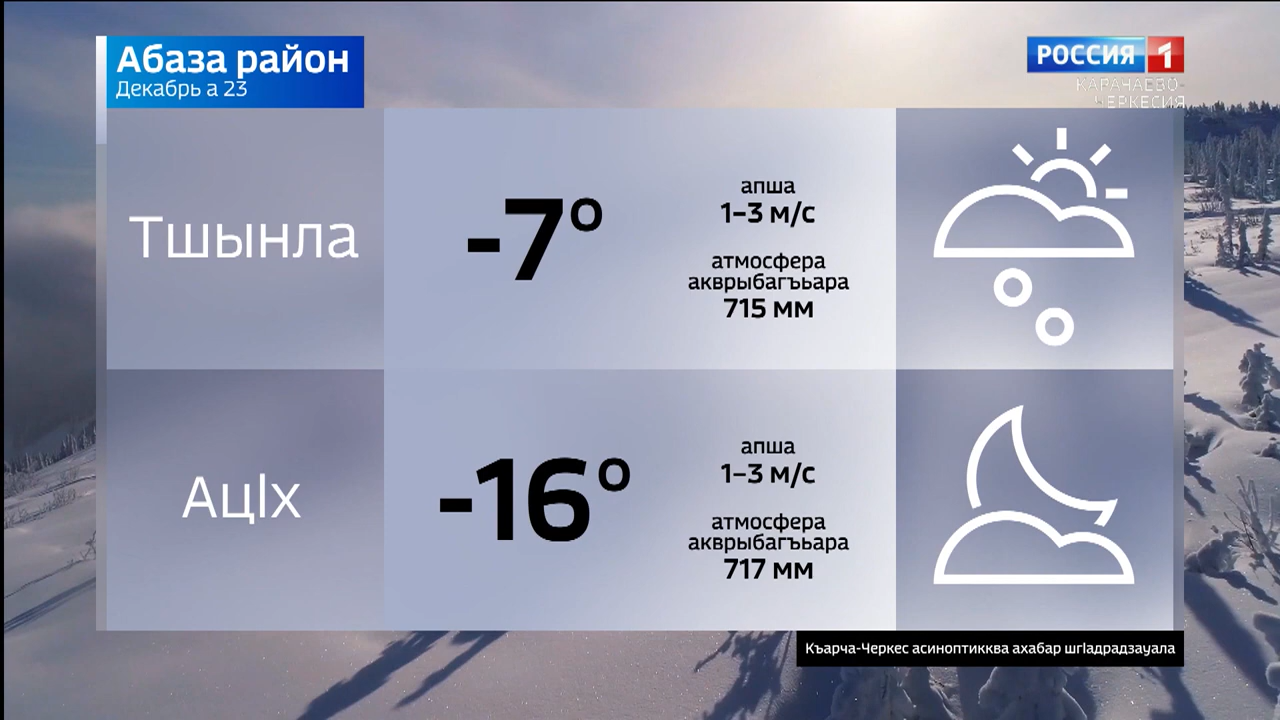 Абаза район
Декабрь а 23
РОССИЯ 1
КАРАЧАЕВО-
ЧЕРКЕСИЯ
Тшынла
-7°
апша
1-3 м/с
атмосфера
акврыбагъьара
715 мм
АцӀх
-16°
апша
1-3 м/с
атмосфера
акврыбагъьара
717 мм
Къарча-Черкес асиноптикква ахабар шгӀадрадзауала